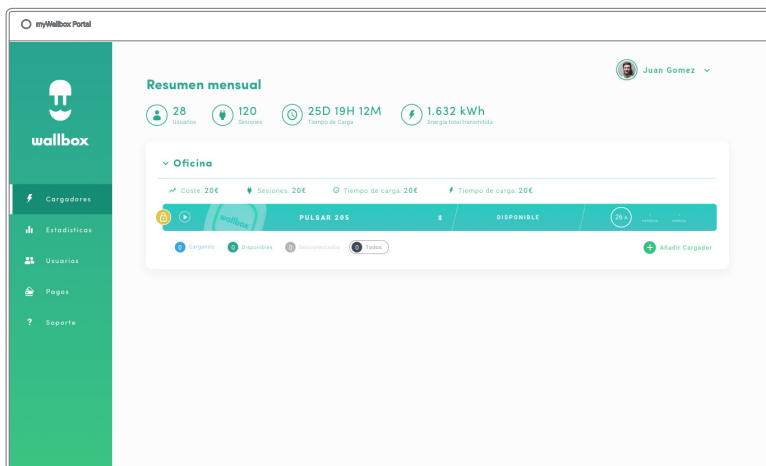 myWallbox Portal
Juan Gomez
Resumen mensual
28
Usuarios
120
Sesiones
25D 19H 12M
Tiempo de Carga
1.632 kWh
Energía total transmitida
wallbox
Oficina
Coste: 20€
Sesiones: 20€
Tiempo de carga: 20€
Tiempo de carga: 20€
wallbox
PULSAR 205
DISPONIBLE
26 A
0 Cargando
0 Disponibles
0 Desconectados
0 Todos
Añadir Cargador
Cargadores
Estadísticas
Usuarios
Pagos
Soporte